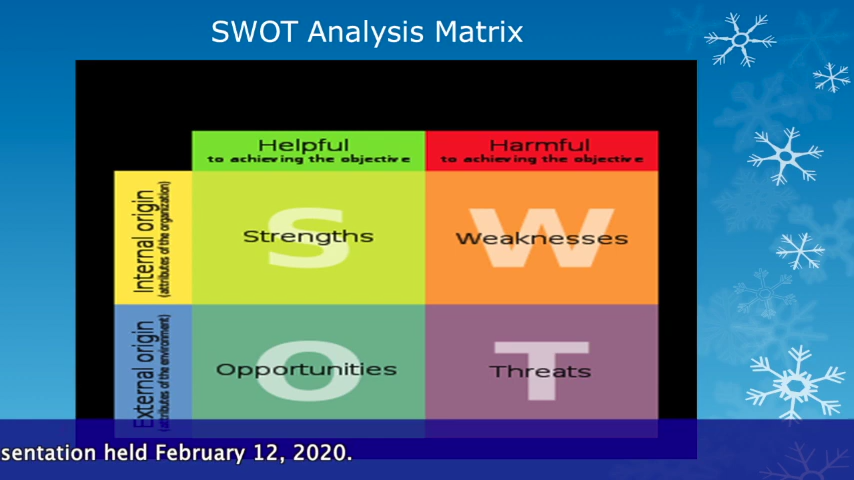 SWOT Analysis Matrix
Helpful
to achieving the objective
Harmful
to achieving the objective
Internal origin
(attributes of the organization)
S
Strengths
W
Weaknesses
External origin
(attributes of the environment)
O
Opportunities
T
Threats
sentation held February 12, 2020.